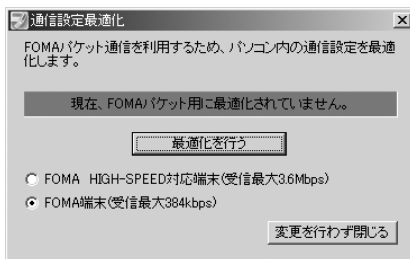 通信設定最適化
FOMAパケット通信を利用するため、パソコン内の通信設定を最適
化します。
現在、FOMAパケット用に最適化されていません。
最適化を行う
FOMA HIGH-SPEED対応端末(受信最大3.6Mbps)
FOMA端末(受信最大384kbps)
変更を行わず閉じる